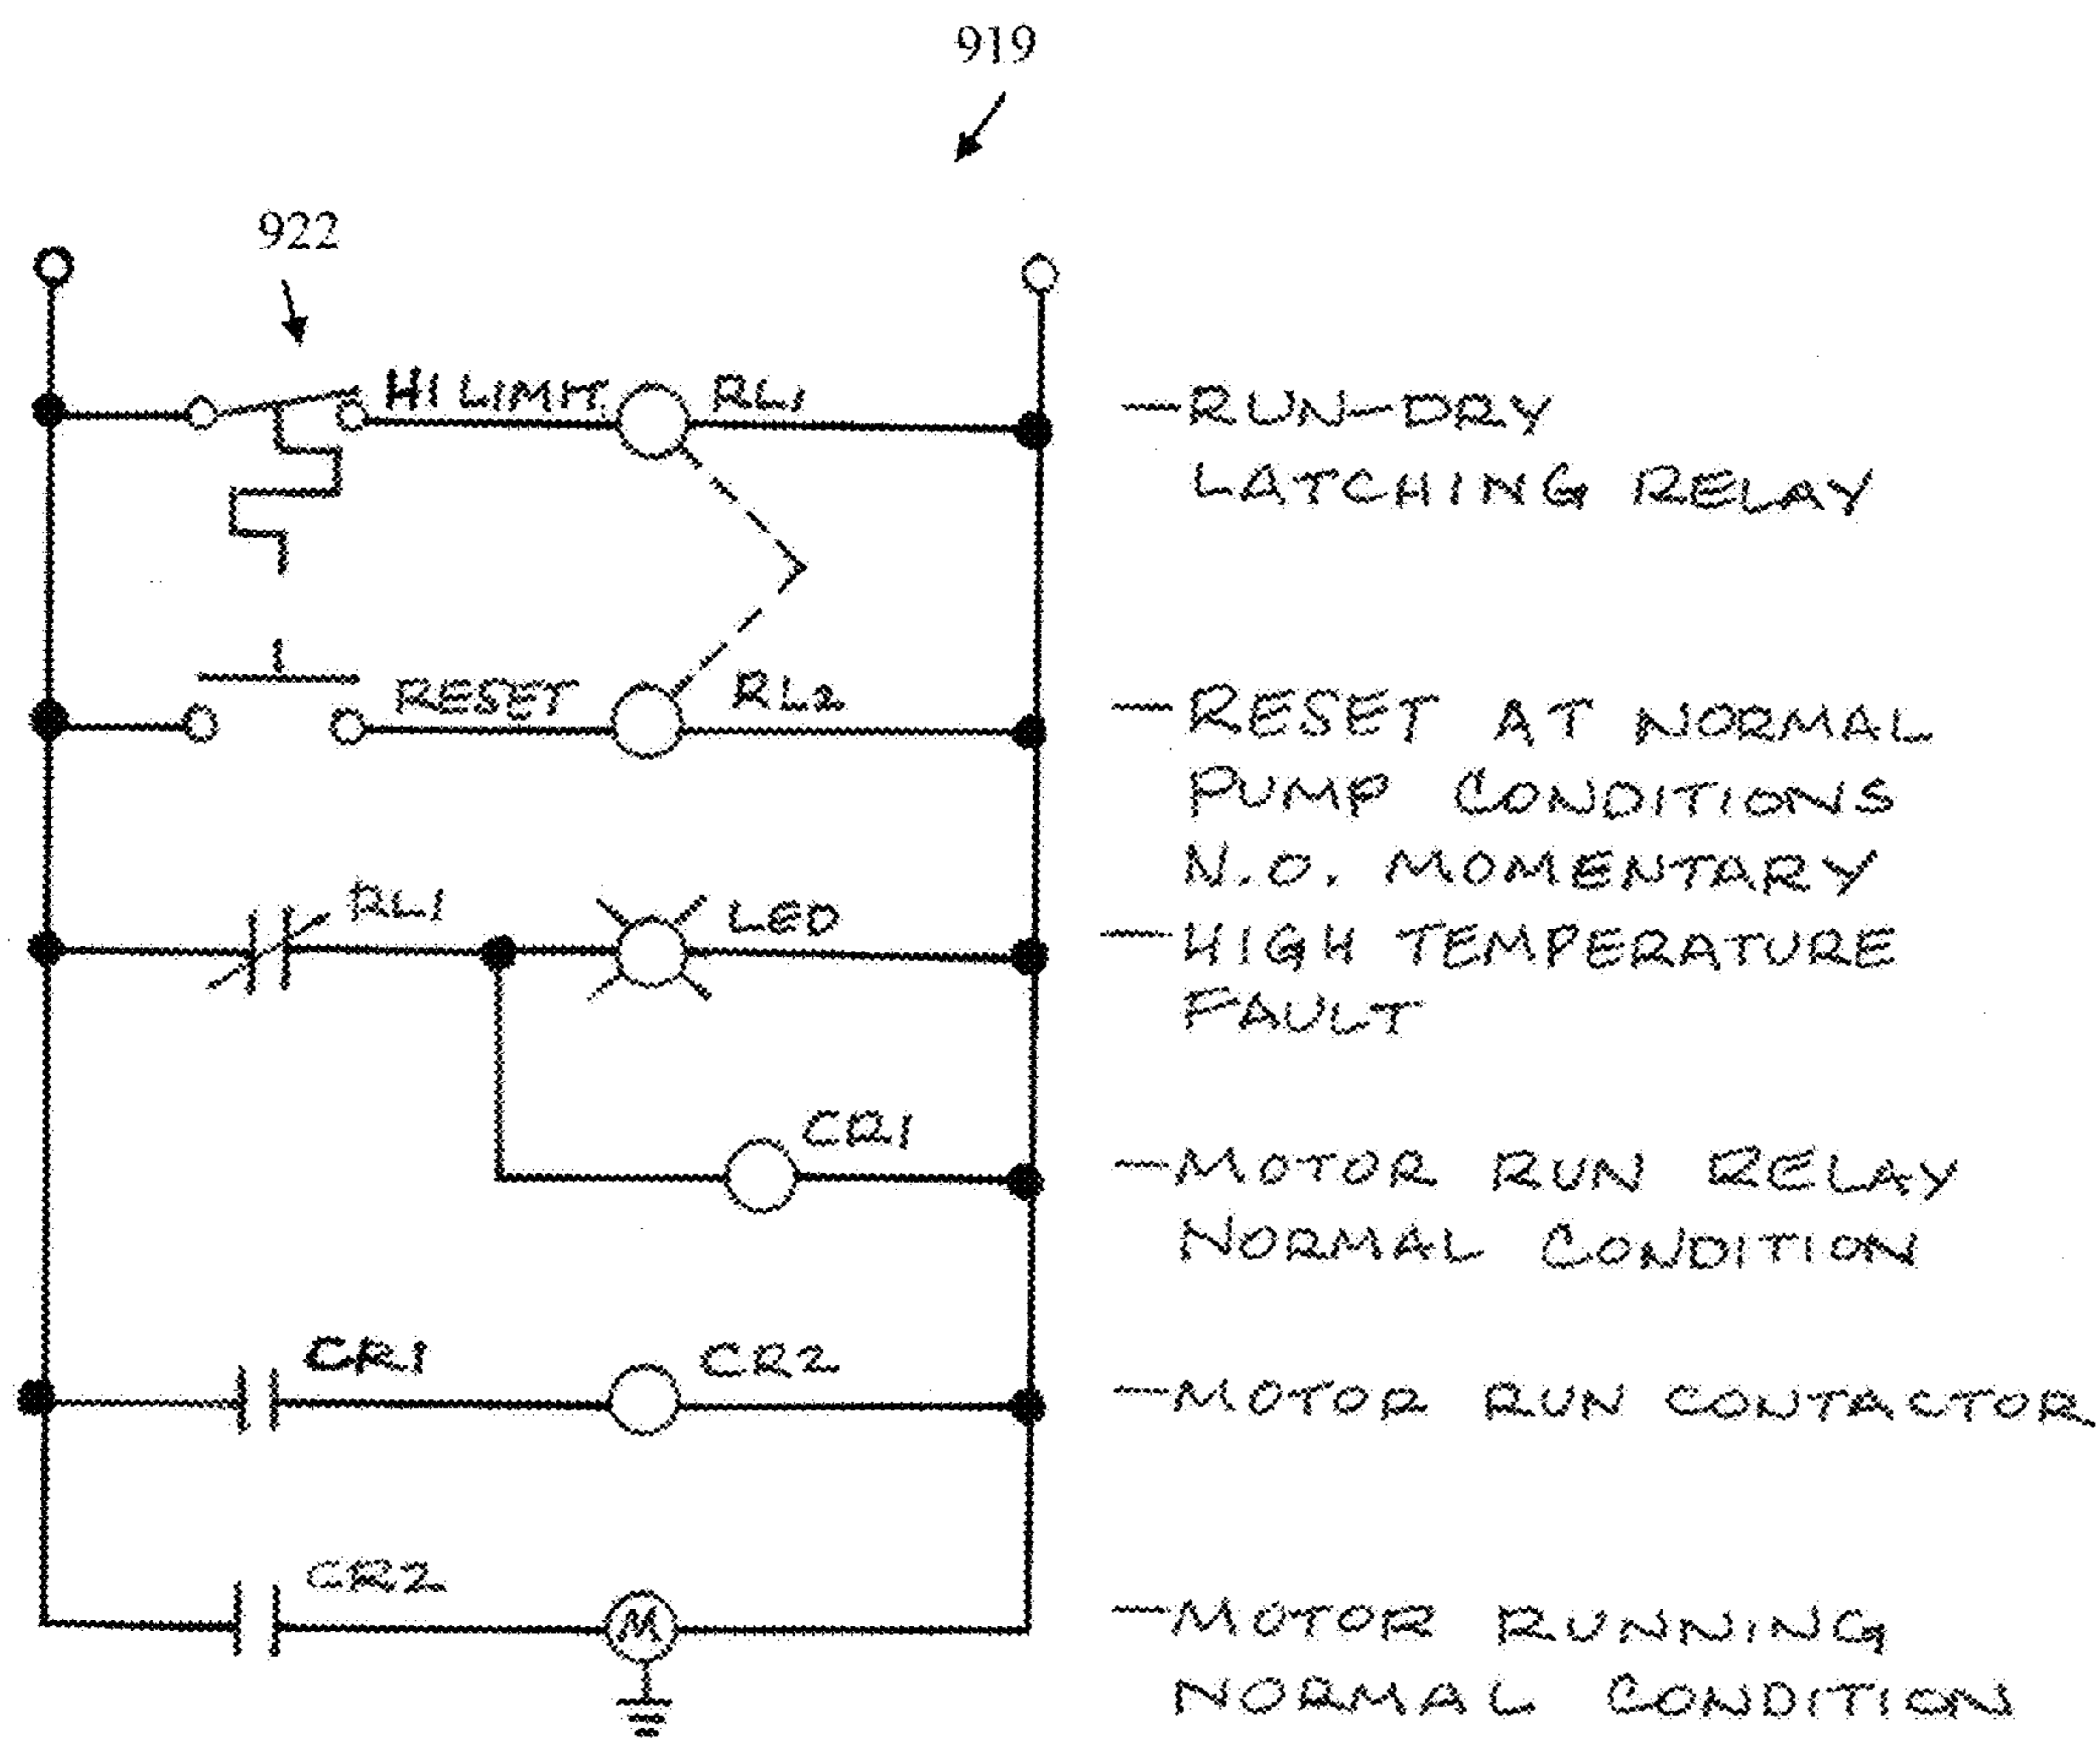 919
922
HI LIMIT
RL1
—RUN—DRY
LATCHING RELAY
RESET
RL2
—RESET AT NORMAL
PUMP CONDITIONS
N.O. MOMENTARY
RL1
LED
—HIGH TEMPERATURE
FAULT
CR1
—MOTOR RUN RELAY
NORMAL CONDITION
CR1
CR2
—MOTOR RUN CONTACTOR
CR2
M
—MOTOR RUNNING
NORMAL CONDITION